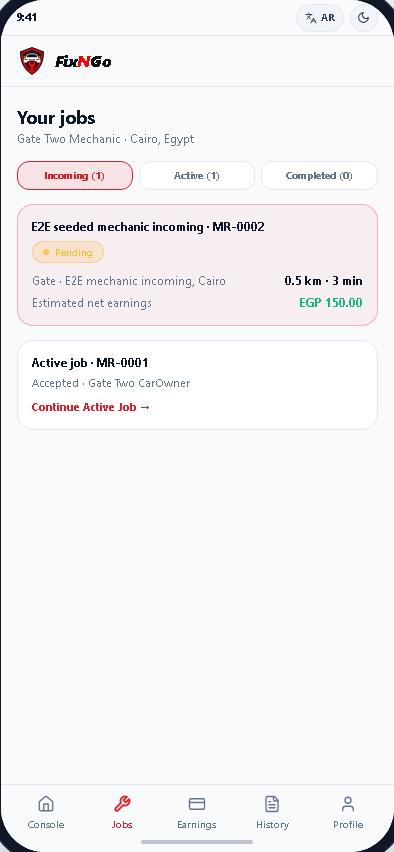 9:41
AR
FixNGo
Your jobs
Gate Two Mechanic · Cairo, Egypt
Incoming (1)
Active (1)
Completed (0)
E2E seeded mechanic incoming · MR-0002
Pending
Gate · E2E mechanic incoming, Cairo
0.5 km · 3 min
Estimated net earnings
EGP 150.00
Active job · MR-0001
Accepted · Gate Two CarOwner
Continue Active Job →
Console
Jobs
Earnings
History
Profile